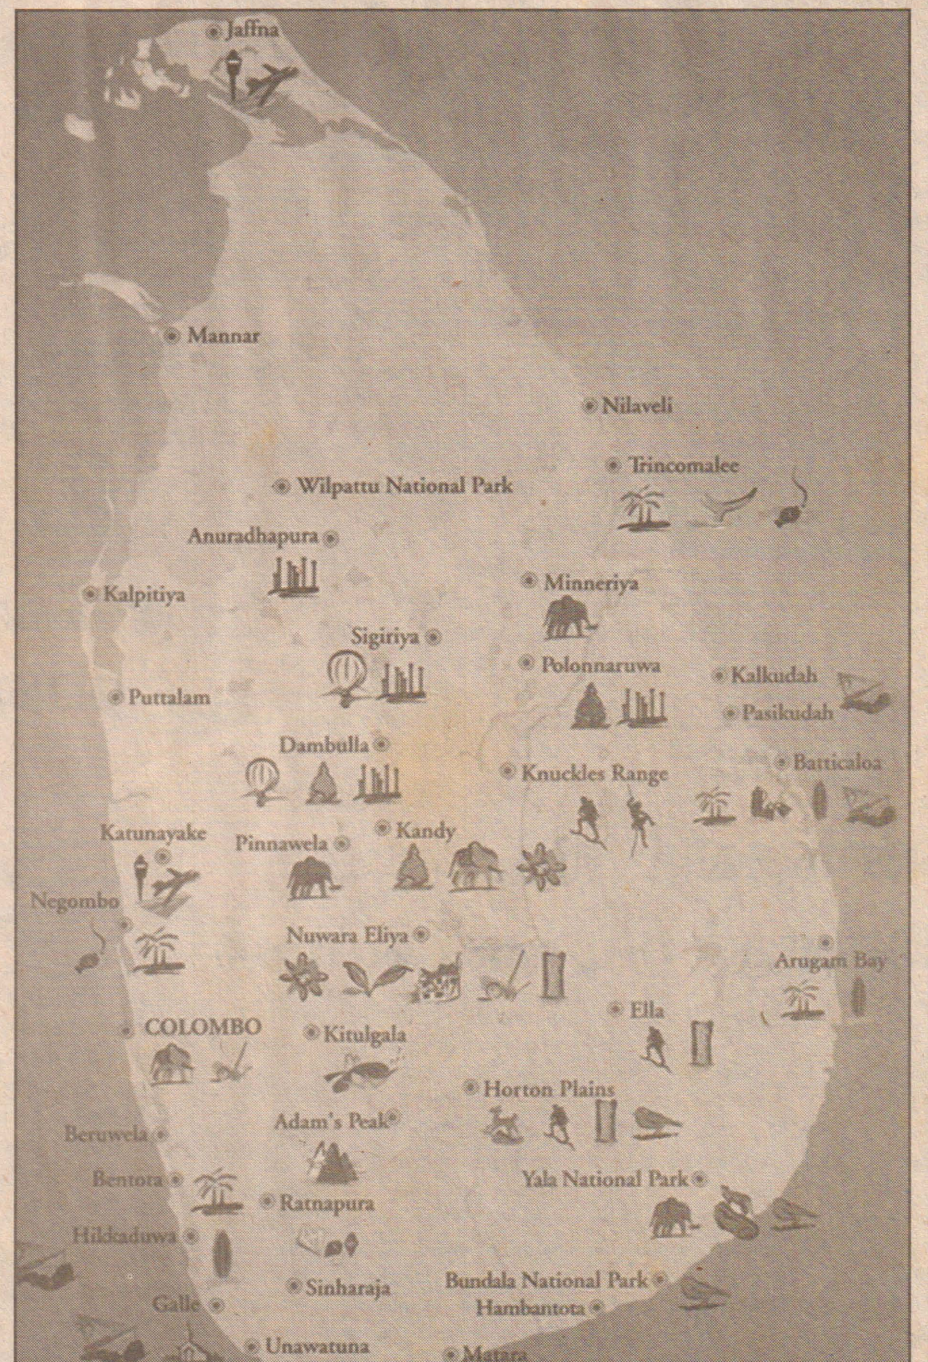 Jaffna
Mannar
Nilaveli
Trincomalee
Wilpattu National Park
Anuradhapura
Minneriya
Kalpitiya
Sigiriya
Polonnaruwa
Kalkudah
Puttalam
Pasikudah
Dambulla
Batticaloa
Knuckles Range
Katunayake
Kandy
Pinnawela
Negombo
Nuwara Eliya
Arugam Bay
Ella
COLOMBO
Kitulgala
Horton Plains
Adam's Peak
Beruwela
Bentota
Yala National Park
Ratnapura
Hikkaduwa
Bundala National Park
Sinharaja
Galle
Hambantota
Unawatuna
Matara